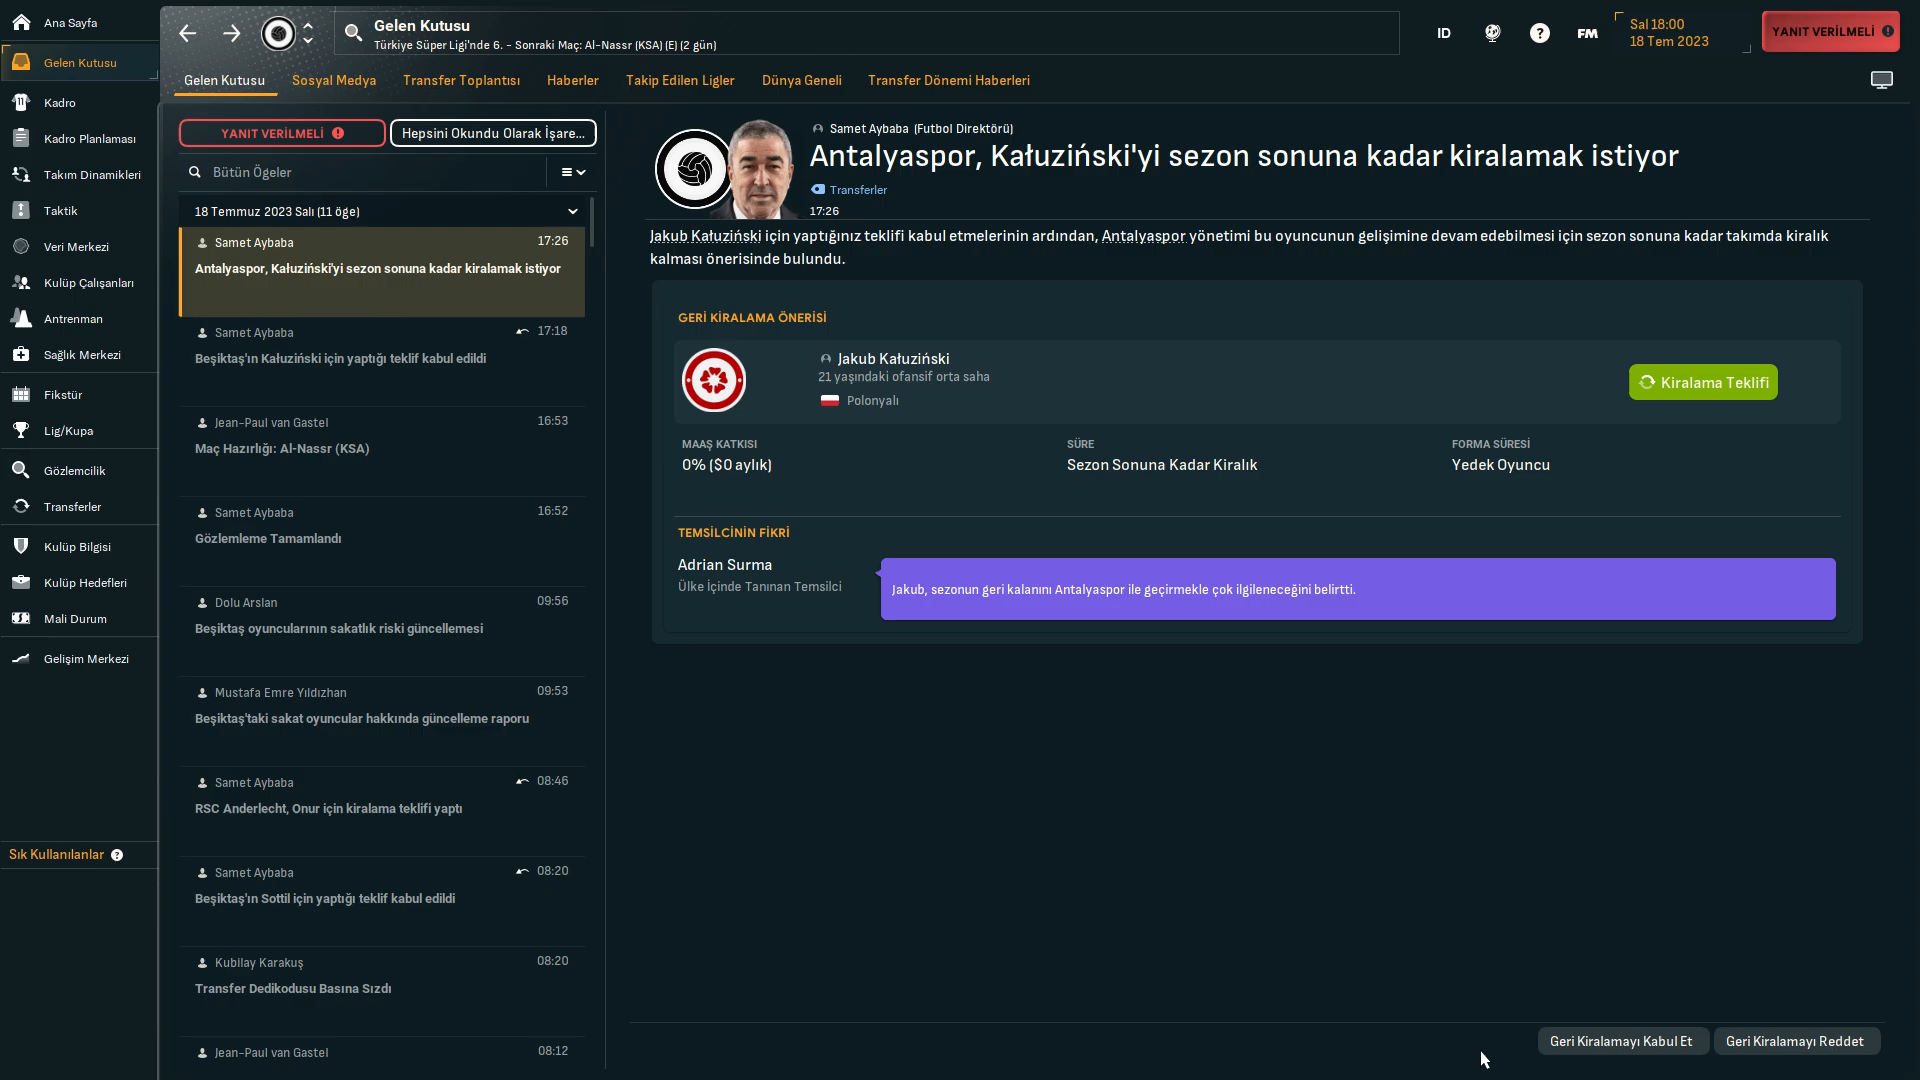 Ana Sayfa
Gelen Kutusu
Kadro
Kadro Planlaması
Takım Dinamikleri
Taktik
Veri Merkezi
Kulüp Çalışanları
Antrenman
Sağlık Merkezi
Fikstür
Lig/Kupa
Gözlemcilik
Transferler
Kulüp Bilgisi
Kulüp Hedefleri
Mali Durum
Gelişim Merkezi
Sık Kullanılanlar ?
Gelen Kutusu
Türkiye Süper Ligi'nde 6. - Sonraki Maç: Al-Nassr (KSA) (E) (2 gün)
ID
?
FM
Sal 18:00
18 Tem 2023
YANIT VERİLMELİ !
Gelen Kutusu
Sosyal Medya
Transfer Toplantısı
Haberler
Takip Edilen Ligler
Dünya Geneli
Transfer Dönemi Haberleri
YANIT VERİLMELİ !
Hepsini Okundu Olarak İşare...
Bütün Ögeler
18 Temmuz 2023 Salı (11 öge)
Samet Aybaba 17:26
Antalyaspor, Kałuziński'yi sezon sonuna kadar kiralamak istiyor
Samet Aybaba 17:18
Beşiktaş'ın Kałuziński için yaptığı teklif kabul edildi
Jean-Paul van Gastel 16:53
Maç Hazırlığı: Al-Nassr (KSA)
Samet Aybaba 16:52
Gözlemleme Tamamlandı
Dolu Arslan 09:56
Beşiktaş oyuncularının sakatlık riski güncellemesi
Mustafa Emre Yıldızhan 09:53
Beşiktaş'taki sakat oyuncular hakkında güncelleme raporu
Samet Aybaba 08:46
RSC Anderlecht, Onur için kiralama teklifi yaptı
Samet Aybaba 08:20
Beşiktaş'ın Sottil için yaptığı teklif kabul edildi
Kubilay Karakuş 08:20
Transfer Dedikodusu Basına Sızdı
Jean-Paul van Gastel 08:12
Samet Aybaba (Futbol Direktörü)
Antalyaspor, Kałuziński'yi sezon sonuna kadar kiralamak istiyor
Transferler
17:26
Jakub Kałuziński için yaptığınız teklifi kabul etmelerinin ardından, Antalyaspor yönetimi bu oyuncunun gelişimine devam edebilmesi için sezon sonuna kadar takımda kiralık
kalması önerisinde bulundu.
GERİ KİRALAMA ÖNERİSİ
Jakub Kałuziński
21 yaşındaki ofansif orta saha
Polonyalı
Kiralama Teklifi
MAAŞ KATKISI
0% ($0 aylık)
SÜRE
Sezon Sonuna Kadar Kiralık
FORMA SÜRESİ
Yedek Oyuncu
TEMSİLCİNİN FİKRİ
Adrian Surma
Ülke İçinde Tanınan Temsilci
Jakub, sezonun geri kalanını Antalyaspor ile geçirmekle çok ilgileneceğini belirtti.
Geri Kiralamayı Kabul Et
Geri Kiralamayı Reddet